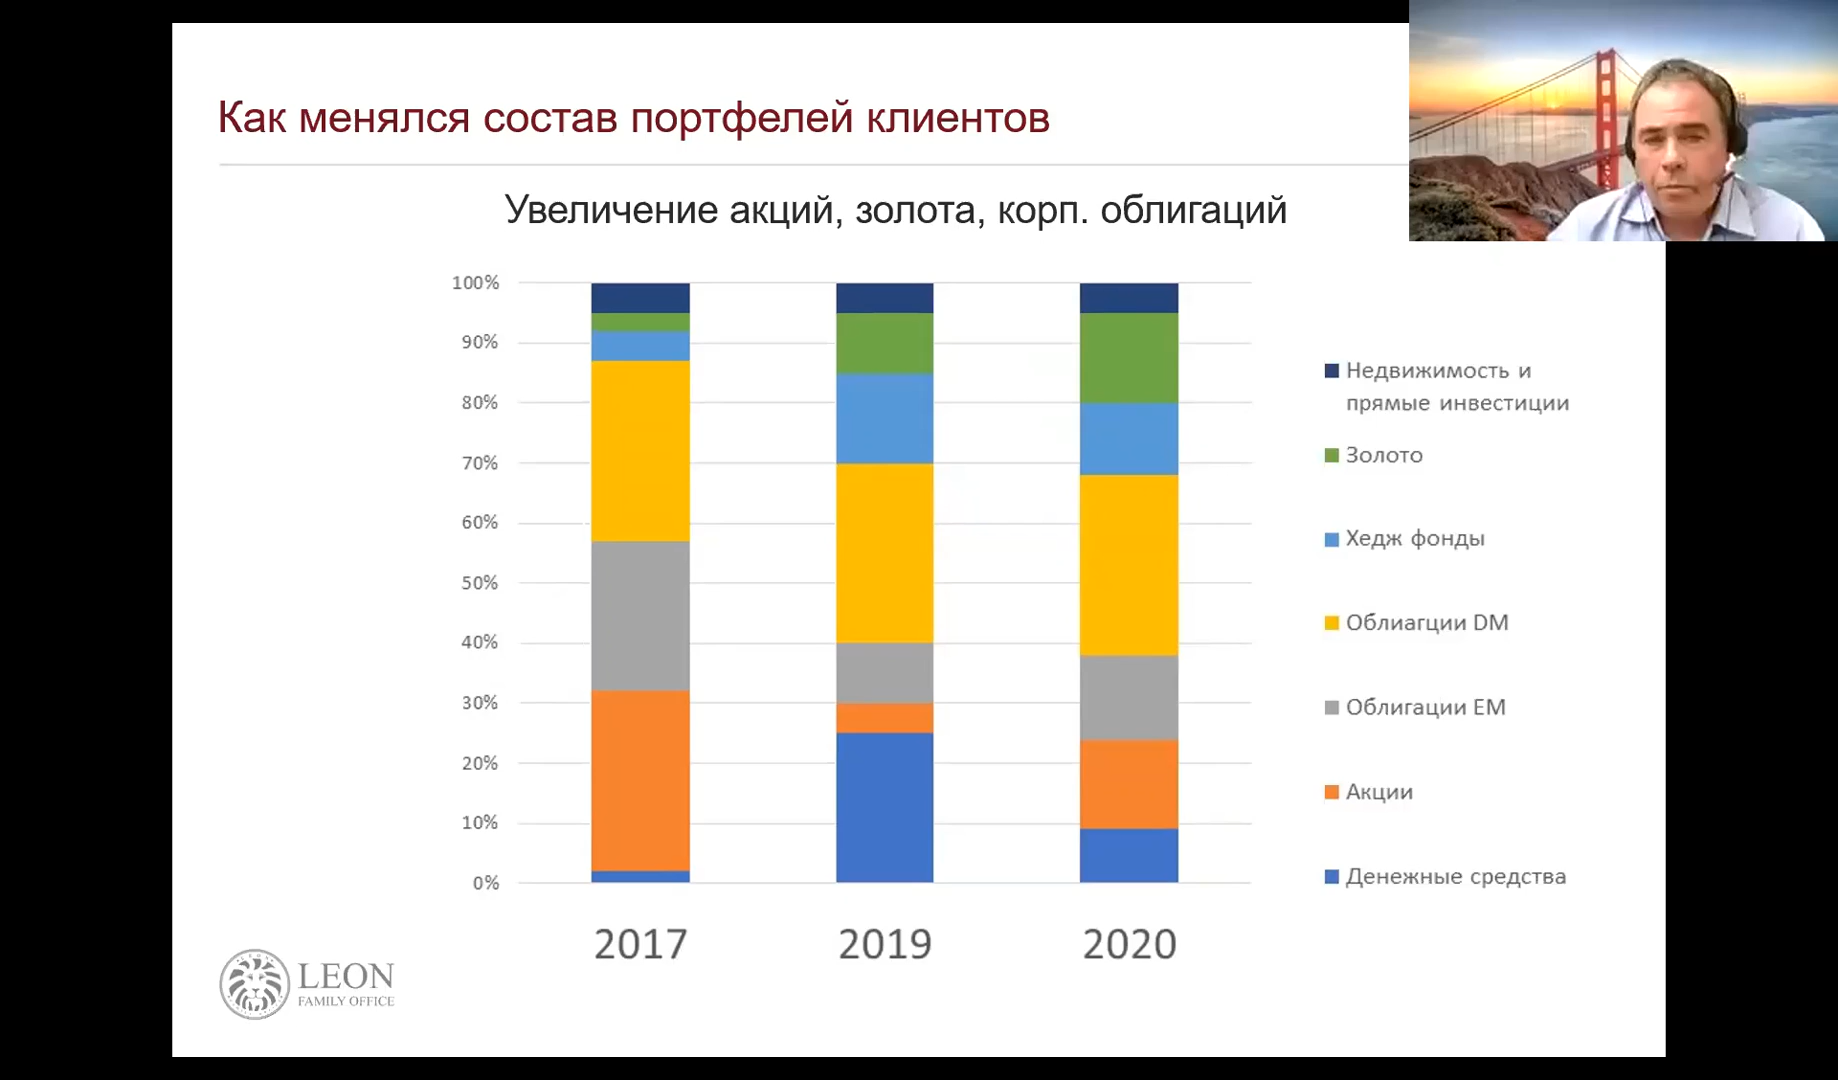 Как менялся состав портфелей клиентов
Увеличение акций, золота, корп. облигаций
100%
90%
80%
70%
60%
50%
40%
30%
20%
10%
0%
2017
2019
2020
Недвижимость и
прямые инвестиции
Золото
Хедж фонды
Облиагции DM
Облигации EM
Акции
Денежные средства
LEON
FAMILY OFFICE